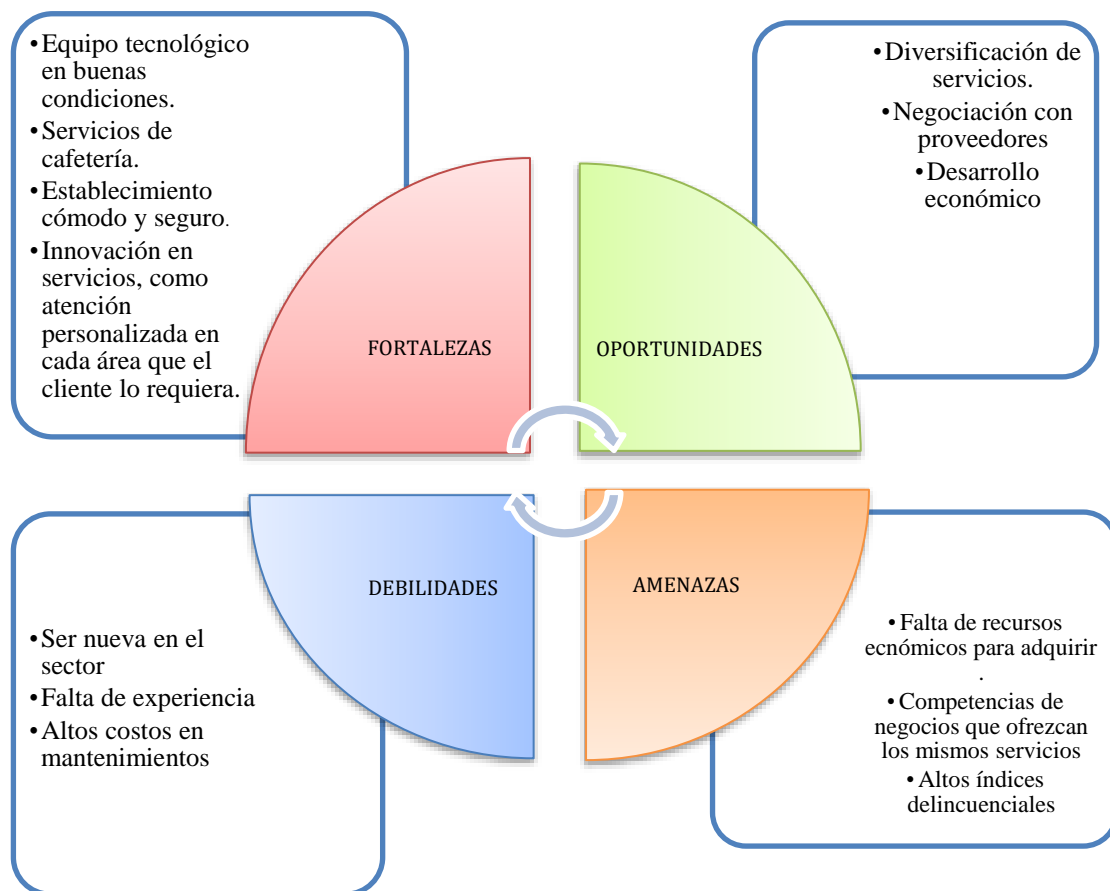 •Equipo tecnológico
en buenas
condiciones.
•Servicios de
cafetería.
•Establecimiento
cómodo y seguro.
•Innovación en
servicios, como
atención
personalizada en
cada área que el
cliente lo requiera.
•Diversificación de
servicios.
•Negociación con
proveedores
•Desarrollo
económico
FORTALEZAS
OPORTUNIDADES
DEBILIDADES
AMENAZAS
•Ser nueva en el
sector
•Falta de experiencia
•Altos costos en
mantenimientos
•Falta de recursos
ecnómicos para adquirir
.
•Competencias de
negocios que ofrezcan
los mismos servicios
•Altos índices
delincuenciales